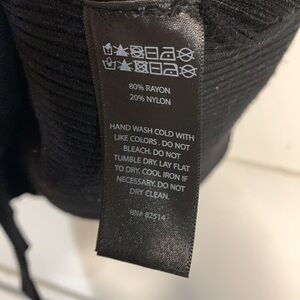 80% RAYON
20% NYLON
HAND WASH COLD WITH
LIKE COLORS . DO NOT
BLEACH. DO NOT
TUMBLE DRY. LAY FLAT
TO DRY. COOL IRON IF
NECESSARY. DO NOT
DRY CLEAN.
RN# 82514